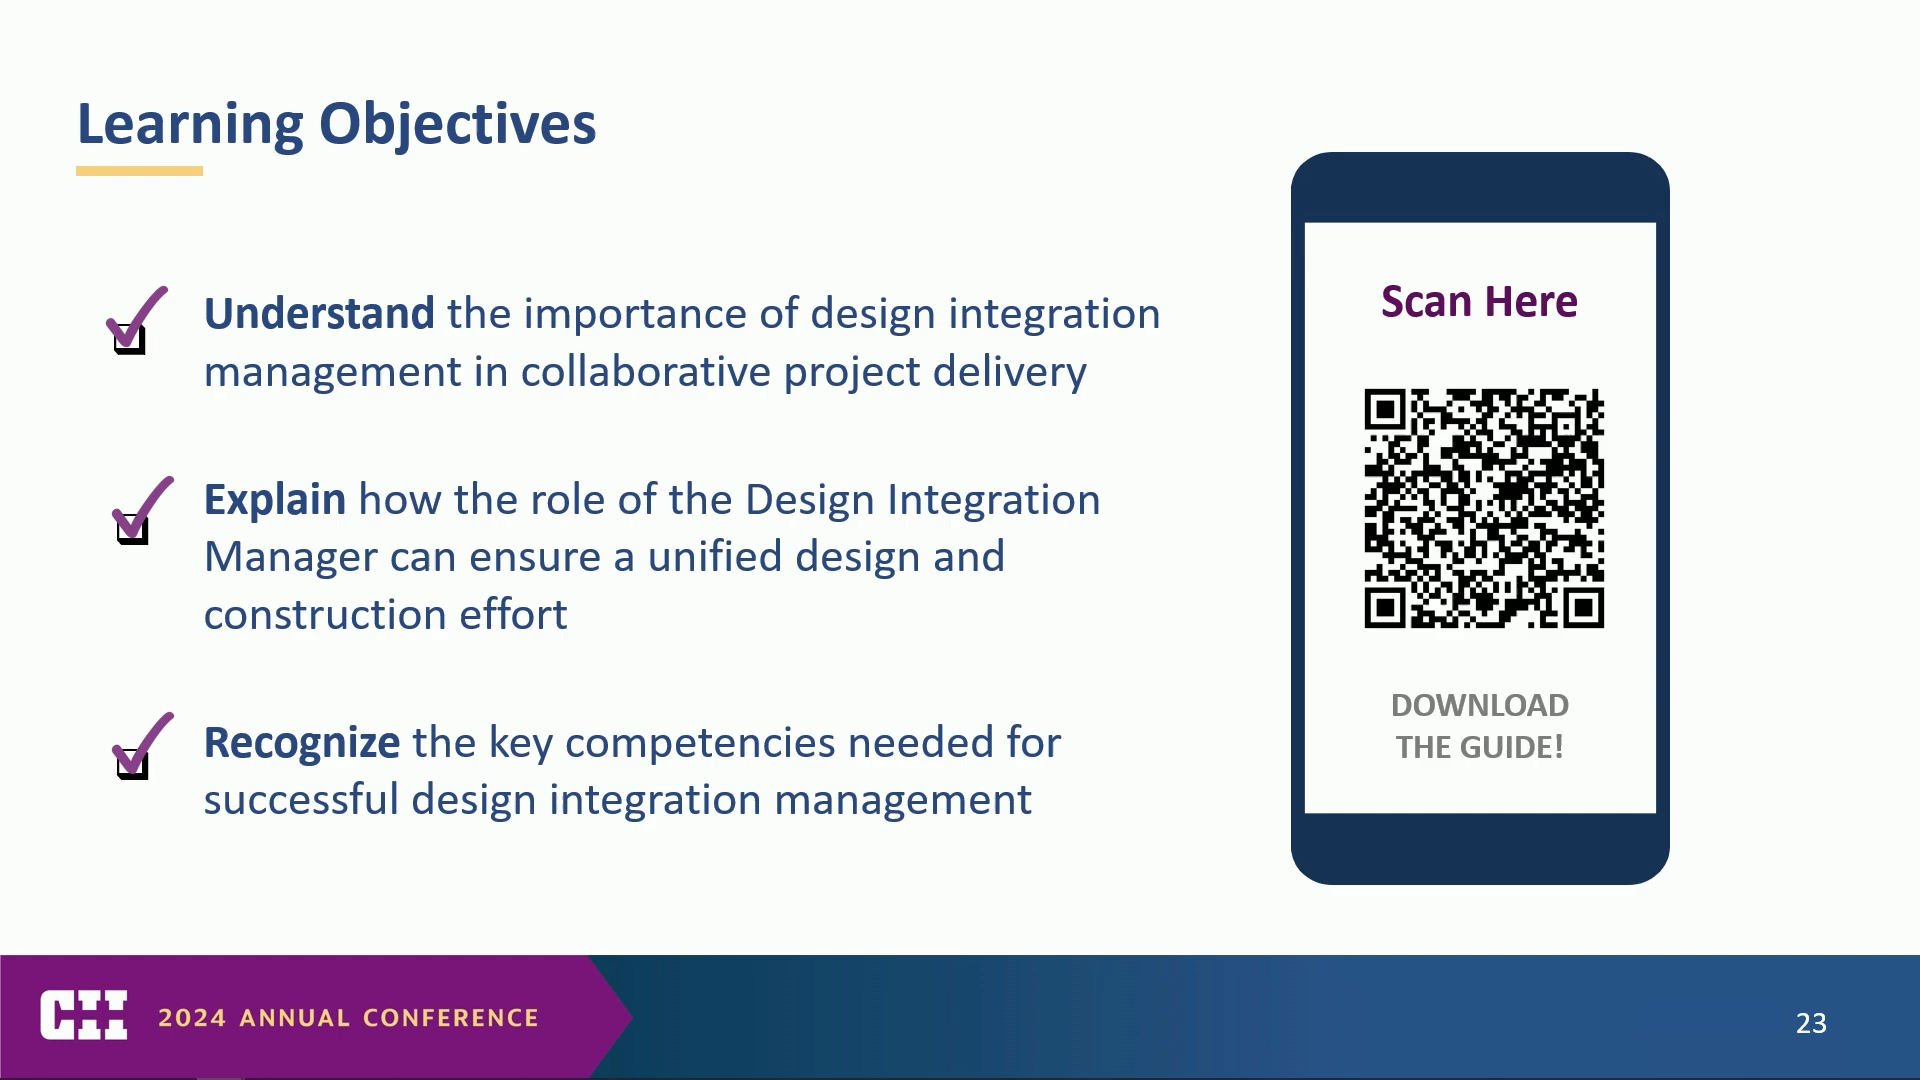 Learning Objectives
Understand the importance of design integration
management in collaborative project delivery
Explain how the role of the Design Integration
Manager can ensure a unified design and
construction effort
Recognize the key competencies needed for
successful design integration management
Scan Here
DOWNLOAD
THE GUIDE!
CII 2024 ANNUAL CONFERENCE
23